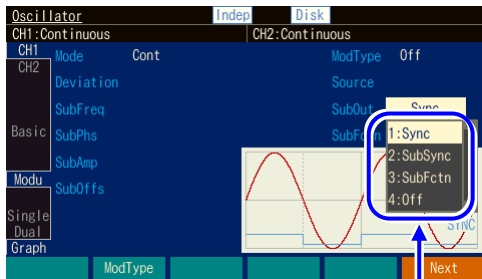 Oscillator Indep Disk
CH1:Continuous CH2:Continuous
CH1 Mode Cont ModType Off
CH2
Deviation Source
SubFreq SubOut Sync
Basic SubPhs SubFctn 1:Sync
SubAmp 2:SubSync
Modu SubOffs 3:SubFctn
4:Off
Single SYNC
Dual
Graph
ModType Next